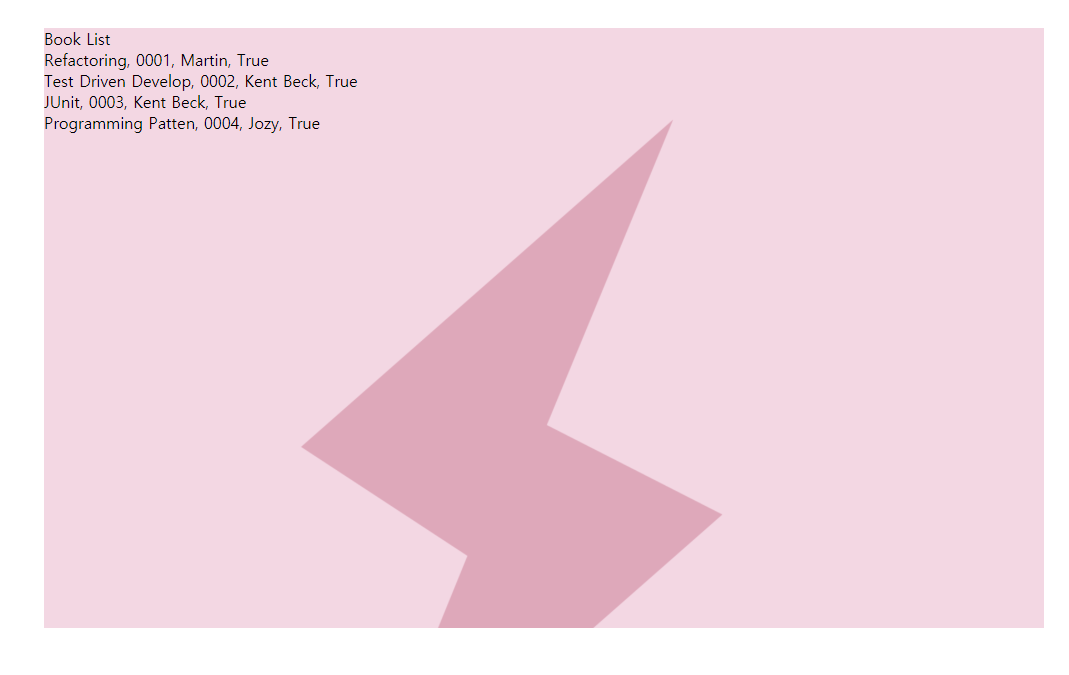 Book List
Refactoring, 0001, Martin, True
Test Driven Develop, 0002, Kent Beck, True
JUnit, 0003, Kent Beck, True
Programming Patten, 0004, Jozy, True